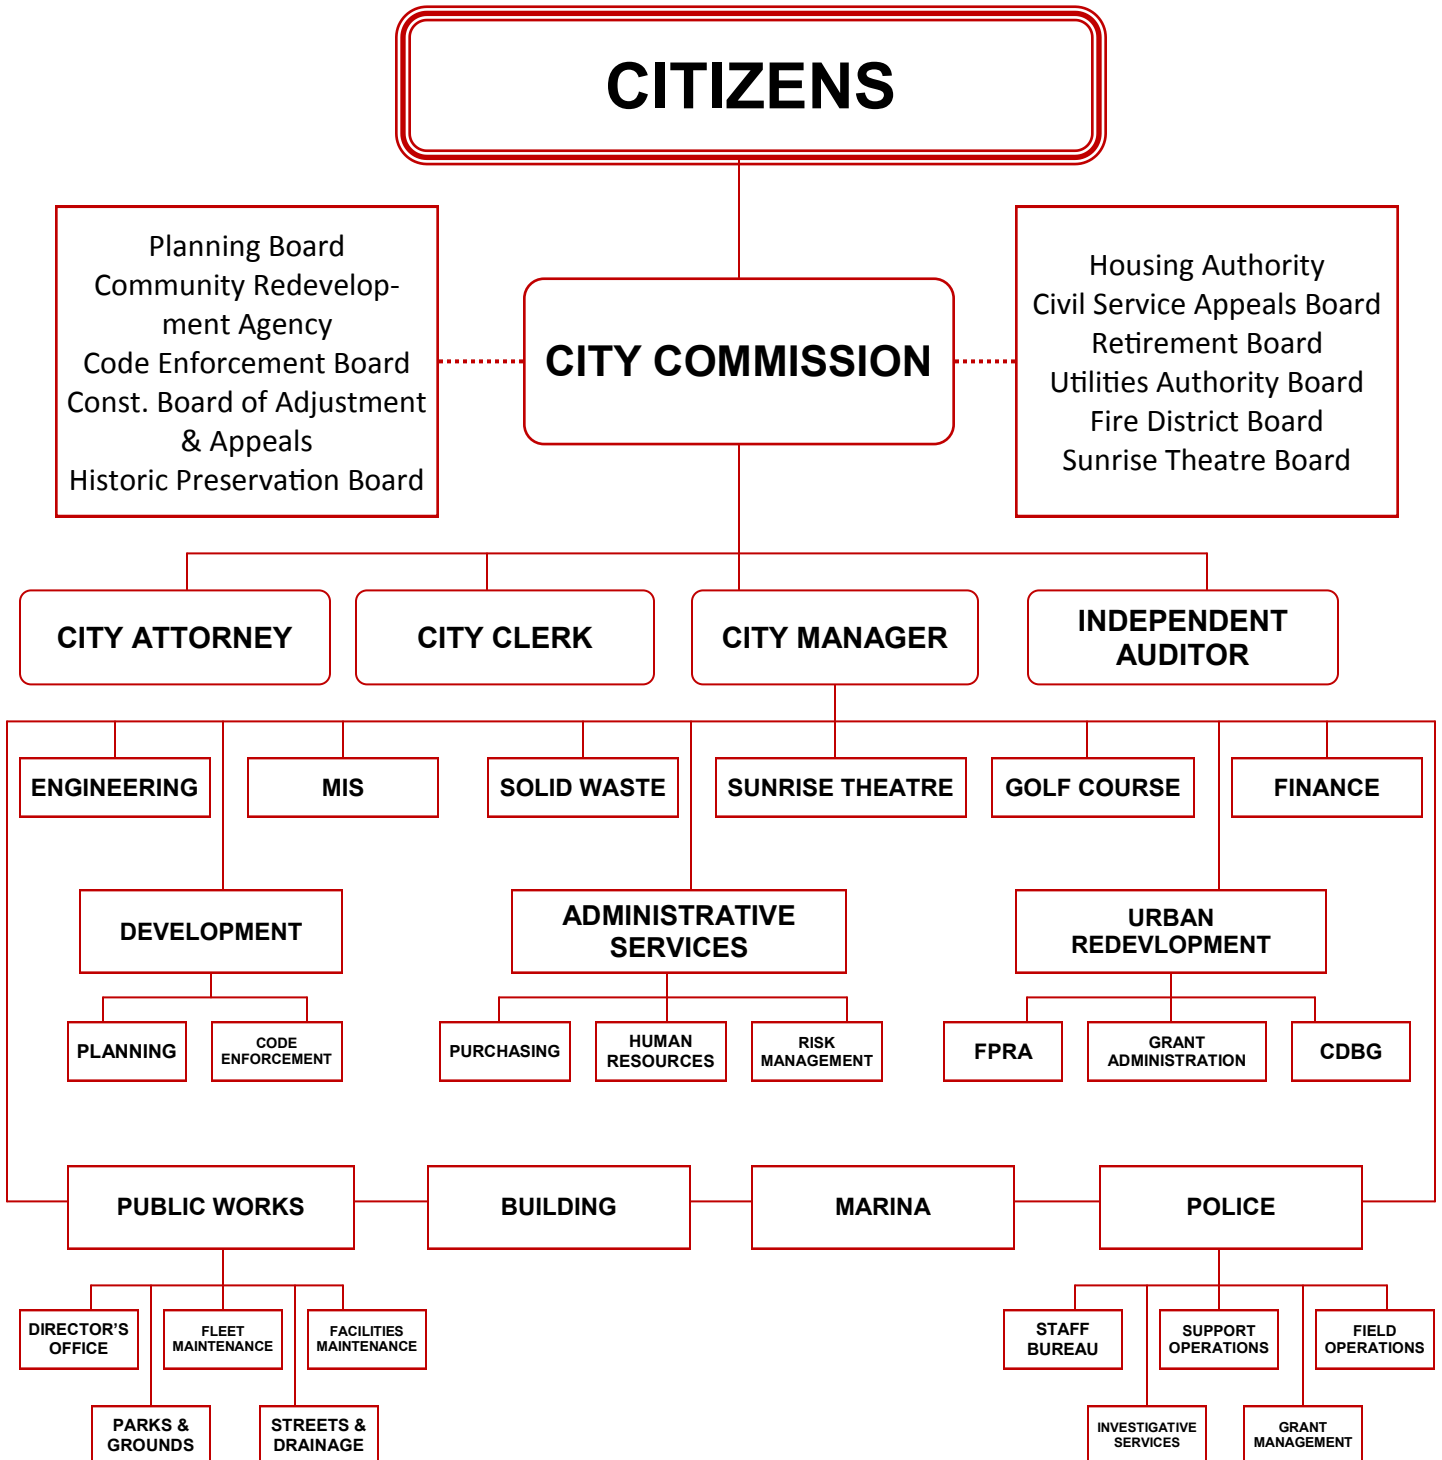 CITIZENS
Planning Board
Community Redevelop-
ment Agency
Code Enforcement Board
Const. Board of Adjustment
& Appeals
Historic Preservation Board
CITY COMMISSION
Housing Authority
Civil Service Appeals Board
Retirement Board
Utilities Authority Board
Fire District Board
Sunrise Theatre Board
CITY ATTORNEY
CITY CLERK
CITY MANAGER
INDEPENDENT
AUDITOR
ENGINEERING
MIS
SOLID WASTE
SUNRISE THEATRE
GOLF COURSE
FINANCE
DEVELOPMENT
ADMINISTRATIVE
SERVICES
URBAN
REDEVLOPMENT
PLANNING
CODE
ENFORCEMENT
PURCHASING
HUMAN
RESOURCES
RISK
MANAGEMENT
FPRA
GRANT
ADMINISTRATION
CDBG
PUBLIC WORKS
BUILDING
MARINA
POLICE
DIRECTOR’S
OFFICE
FLEET
MAINTENANCE
FACILITIES
MAINTENANCE
STAFF
BUREAU
SUPPORT
OPERATIONS
FIELD
OPERATIONS
PARKS &
GROUNDS
STREETS &
DRAINAGE
INVESTIGATIVE
SERVICES
GRANT
MANAGEMENT